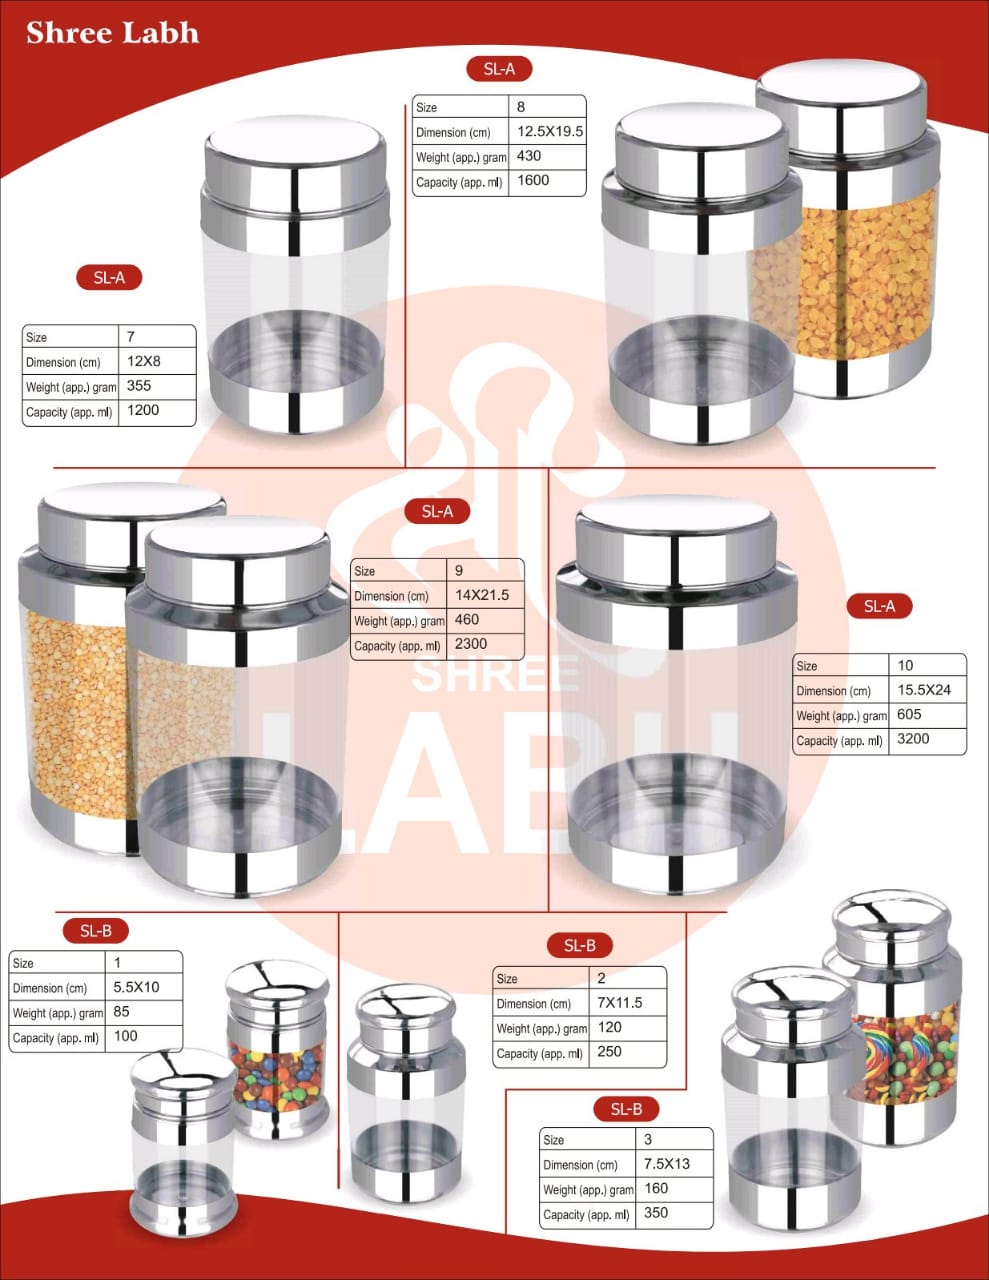 Shree Labh
SL-A
Size 8
Dimension (cm) 12.5X19.5
Weight (app.) gram 430
Capacity (app. ml) 1600
SL-A
Size 7
Dimension (cm) 12X8
Weight (app.) gram 355
Capacity (app. ml) 1200
SL-A
Size 9
Dimension (cm) 14X21.5
Weight (app.) gram 460
Capacity (app. ml) 2300
SL-A
Size 10
Dimension (cm) 15.5X24
Weight (app.) gram 605
Capacity (app. ml) 3200
SHREE
LABH
SL-B
Size 1
Dimension (cm) 5.5X10
Weight (app.) gram 85
Capacity (app. ml) 100
SL-B
Size 2
Dimension (cm) 7X11.5
Weight (app.) gram 120
Capacity (app. ml) 250
SL-B
Size 3
Dimension (cm) 7.5X13
Weight (app.) gram 160
Capacity (app. ml) 350